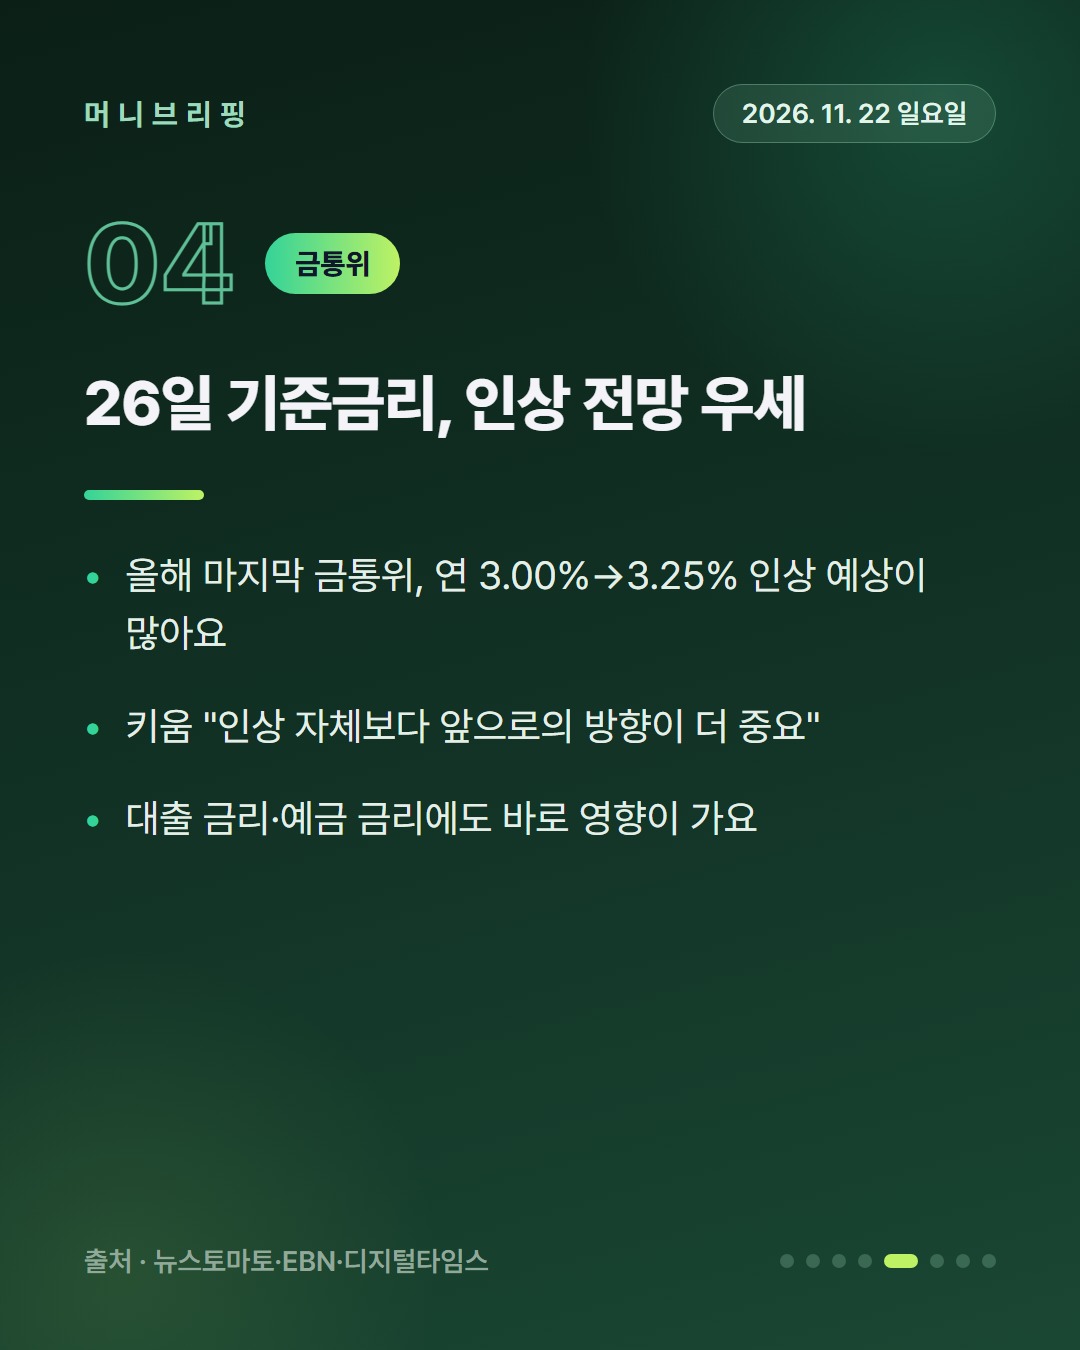 머니브리핑
2026. 11. 22 일요일
04
금통위
26일 기준금리, 인상 전망 우세
• 올해 마지막 금통위, 연 3.00%→3.25% 인상 예상이
많아요
• 키움 "인상 자체보다 앞으로의 방향이 더 중요"
• 대출 금리·예금 금리에도 바로 영향이 가요
출처 · 뉴스토마토·EBN·디지털타임스